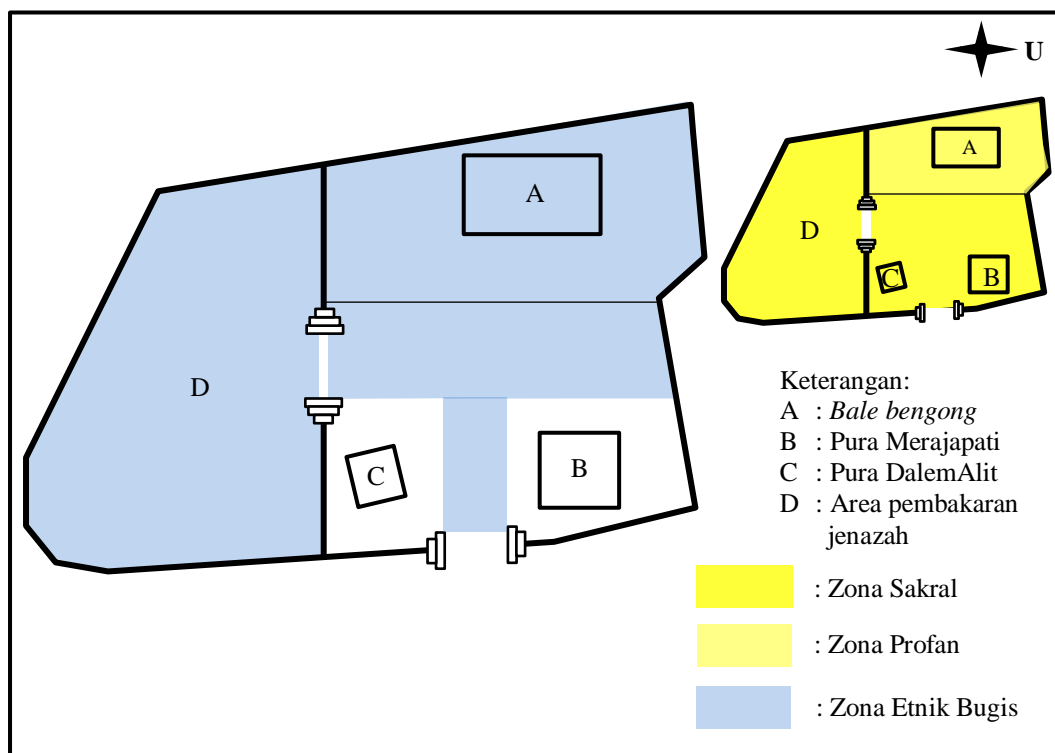 U
A
D
C
B
A
D
C
B
Keterangan:
A : Bale bengong
B : Pura Merajapati
C : Pura DalemAlit
D : Area pembakaran
jenazah
: Zona Sakral
: Zona Profan
: Zona Etnik Bugis